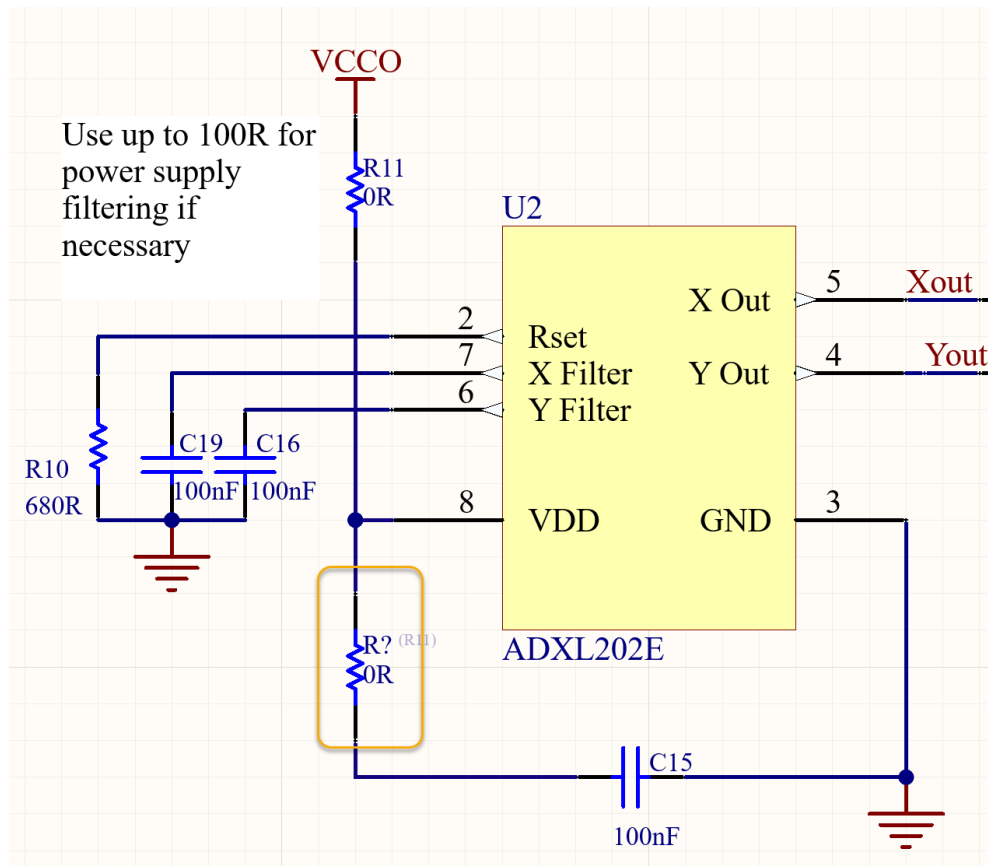 VCCO
Use up to 100R for
power supply
filtering if
necessary
R11
0R
U2
X Out
5
Xout
2
Rset
7
X Filter
Y Out
4
Yout
6
Y Filter
C19
C16
R10
100nF
100nF
680R
8
VDD
GND
3
R? (R11)
0R
ADXL202E
C15
100nF